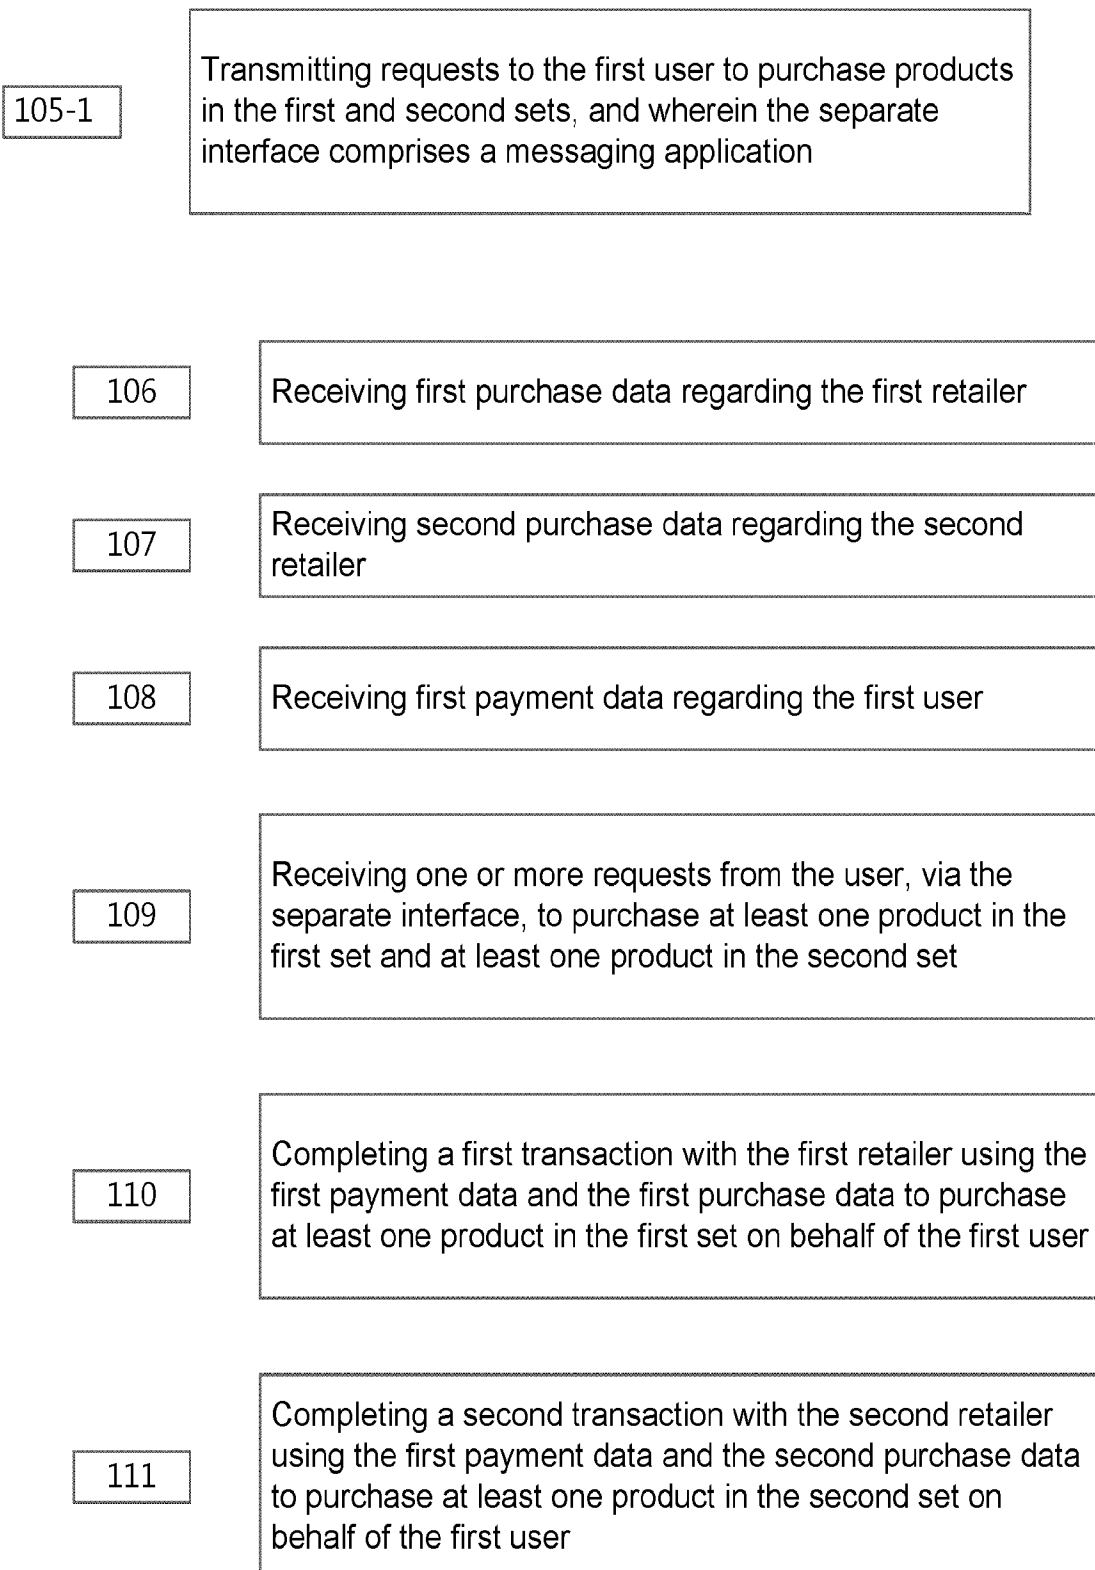 105-1
Transmitting requests to the first user to purchase products
in the first and second sets, and wherein the separate
interface comprises a messaging application
106
Receiving first purchase data regarding the first retailer
107
Receiving second purchase data regarding the second
retailer
108
Receiving first payment data regarding the first user
109
Receiving one or more requests from the user, via the
separate interface, to purchase at least one product in the
first set and at least one product in the second set
110
Completing a first transaction with the first retailer using the
first payment data and the first purchase data to purchase
at least one product in the first set on behalf of the first user
111
Completing a second transaction with the second retailer
using the first payment data and the second purchase data
to purchase at least one product in the second set on
behalf of the first user